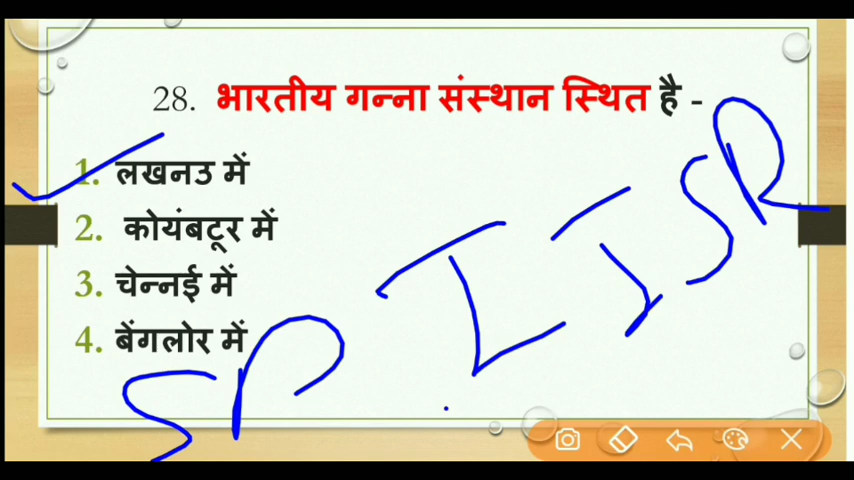 28. भारतीय गन्ना संस्थान स्थित है -
1. लखनउ में
2. कोयंबटूर में
3. चेन्नई में
4. बेंगलोर में
IISR
SP